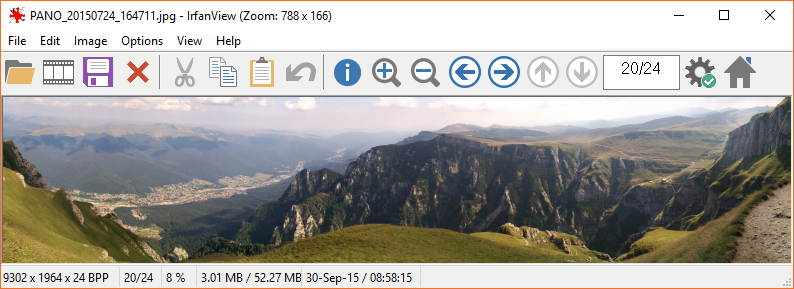 PANO_20150724_164711.jpg - IrfanView (Zoom: 788 x 166)
File Edit Image Options View Help
20/24
9302 x 1964 x 24 BPP 20/24 8 % 3.01 MB / 52.27 MB 30-Sep-15 / 08:58:15